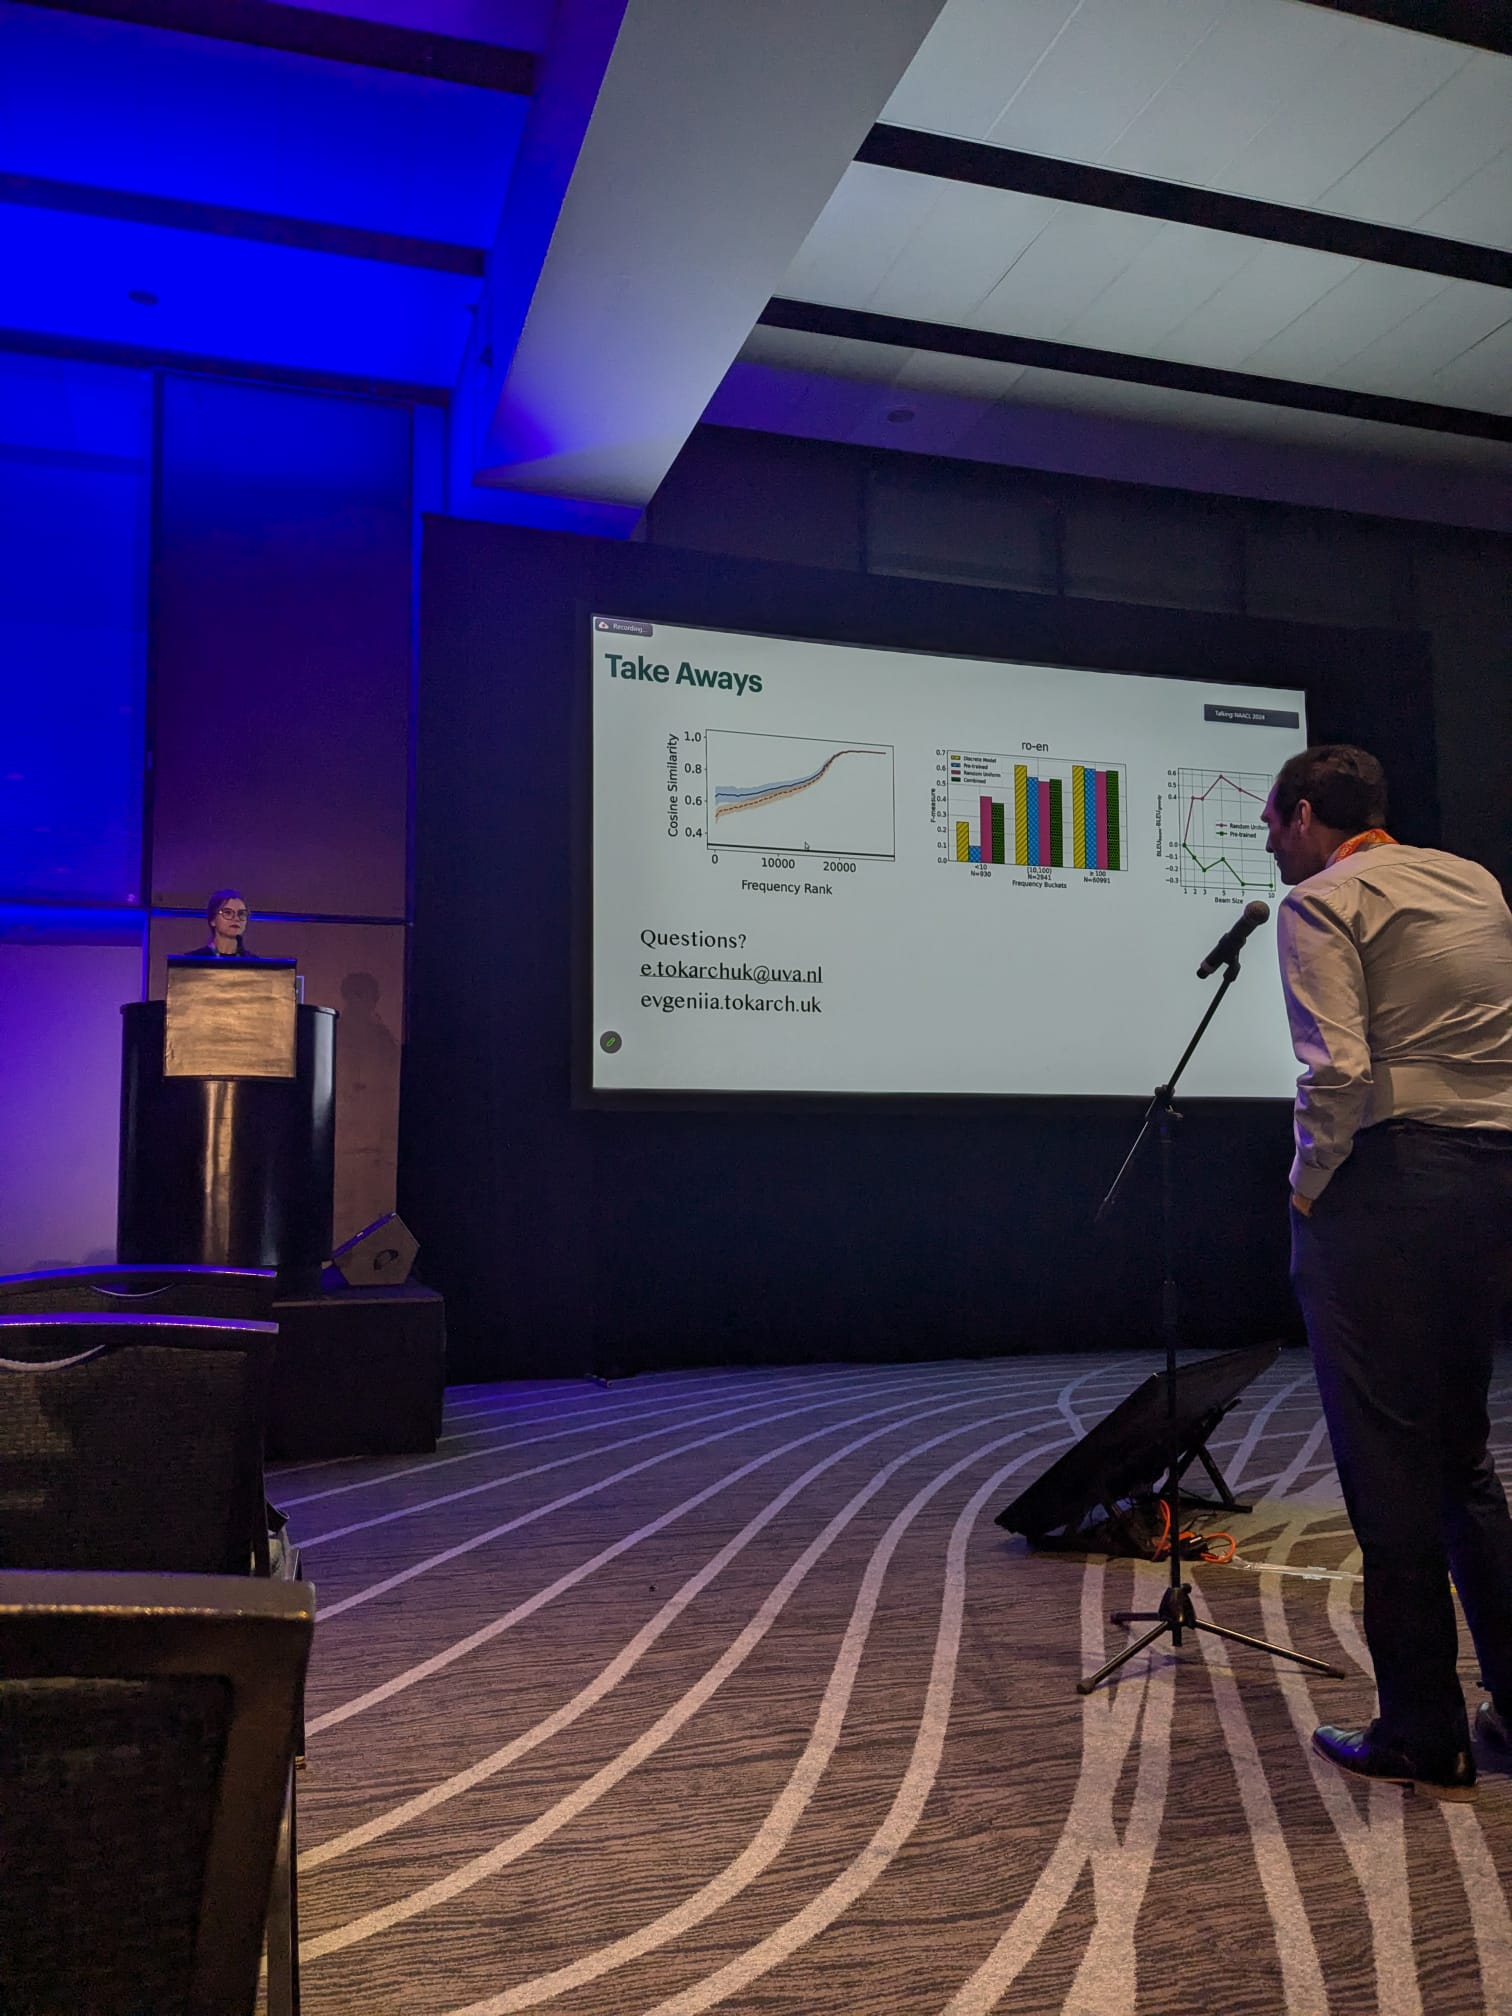 Recording...
Take Aways
Talking: NAACL 2024
Cosine Similarity
1.0
0.8
0.6
0.4
0
10000
20000
Frequency Rank
ro-en
F-measure
0.7
0.6
0.5
0.4
0.3
0.2
0.1
0.0
Discrete Model
Pre-trained
Random Uniform
Combined
<10
N=930
[10,100)
N=2941
≥ 100
N=60991
Frequency Buckets
0.6
0.5
0.4
0.0
−0.1
−0.2
−0.3
Random
Pre-trained
1 2 3 5 7 10
Beam Size
Questions?
e.tokarchuk@uva.nl
evgeniia.tokarch.uk